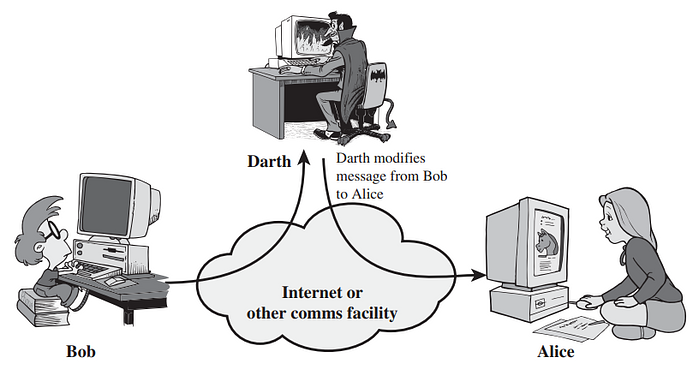 Darth
Darth modifies
message from Bob
to Alice
Internet or
other comms facility
Bob
Alice